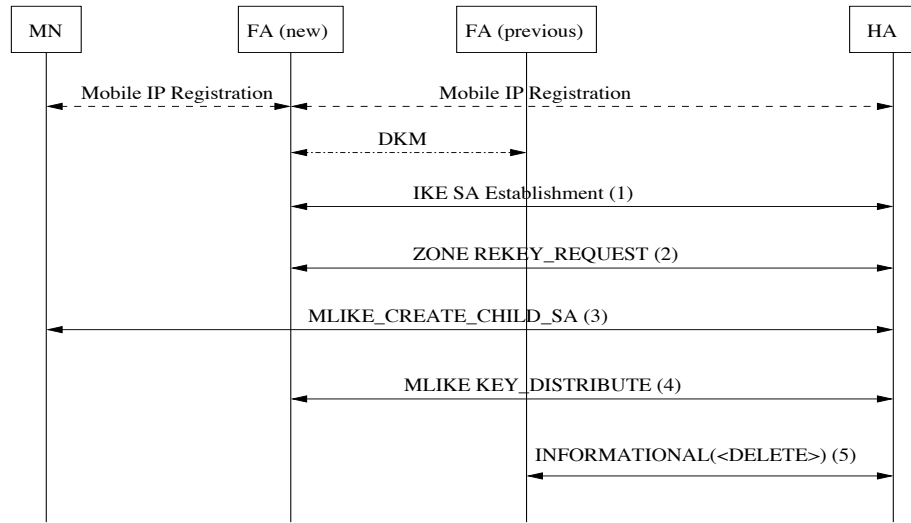 MN
FA (new)
FA (previous)
HA
Mobile IP Registration
Mobile IP Registration
DKM
IKE SA Establishment (1)
ZONE REKEY_REQUEST (2)
MLIKE_CREATE_CHILD_SA (3)
MLIKE KEY_DISTRIBUTE (4)
INFORMATIONAL(<DELETE>) (5)